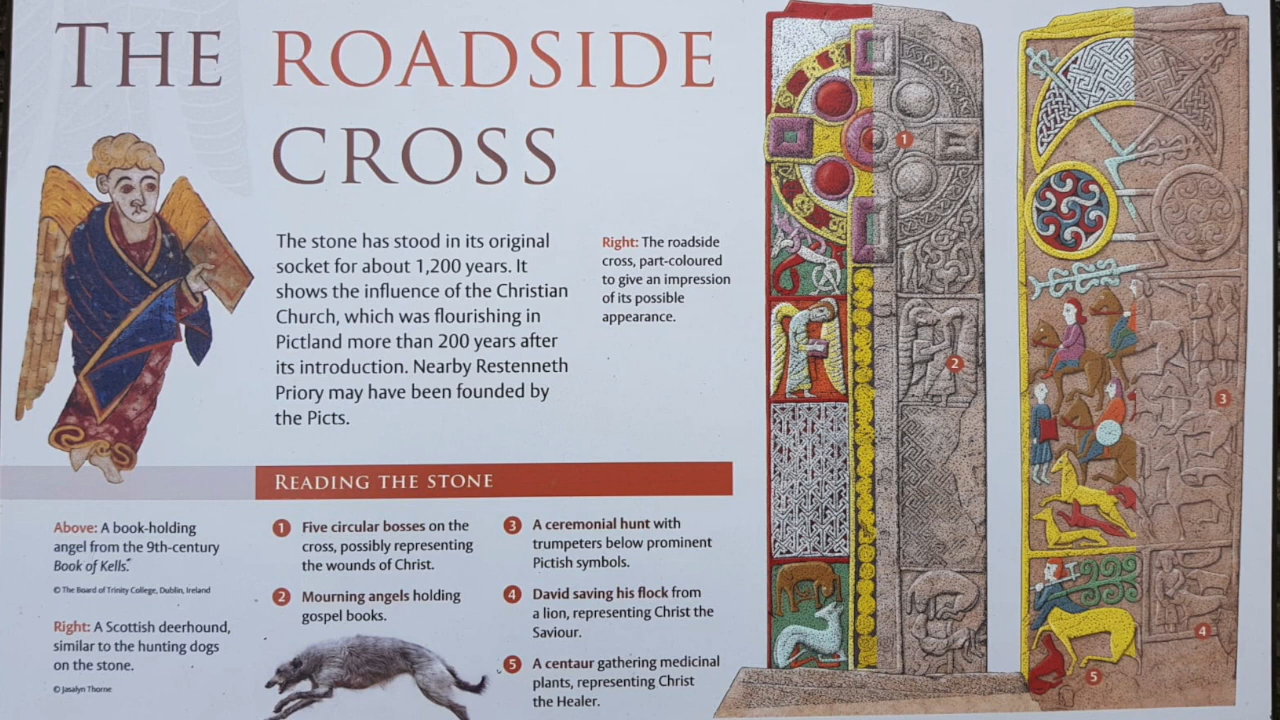 THE ROADSIDE
CROSS
The stone has stood in its original
socket for about 1,200 years. It
shows the influence of the Christian
Church, which was flourishing in
Pictland more than 200 years after
its introduction. Nearby Restenneth
Priory may have been founded by
the Picts.
Right: The roadside
cross, part-coloured
to give an impression
of its possible
appearance.
READING THE STONE
Above: A book-holding
angel from the 9th-century
Book of Kells.
© The Board of Trinity College, Dublin, Ireland
Right: A Scottish deerhound,
similar to the hunting dogs
on the stone.
© Jasalyn Thorne
1 Five circular bosses on the
cross, possibly representing
the wounds of Christ.
2 Mourning angels holding
gospel books.
3 A ceremonial hunt with
trumpeters below prominent
Pictish symbols.
4 David saving his flock from
a lion, representing Christ the
Saviour.
5 A centaur gathering medicinal
plants, representing Christ
the Healer.
1
2
3
4
5